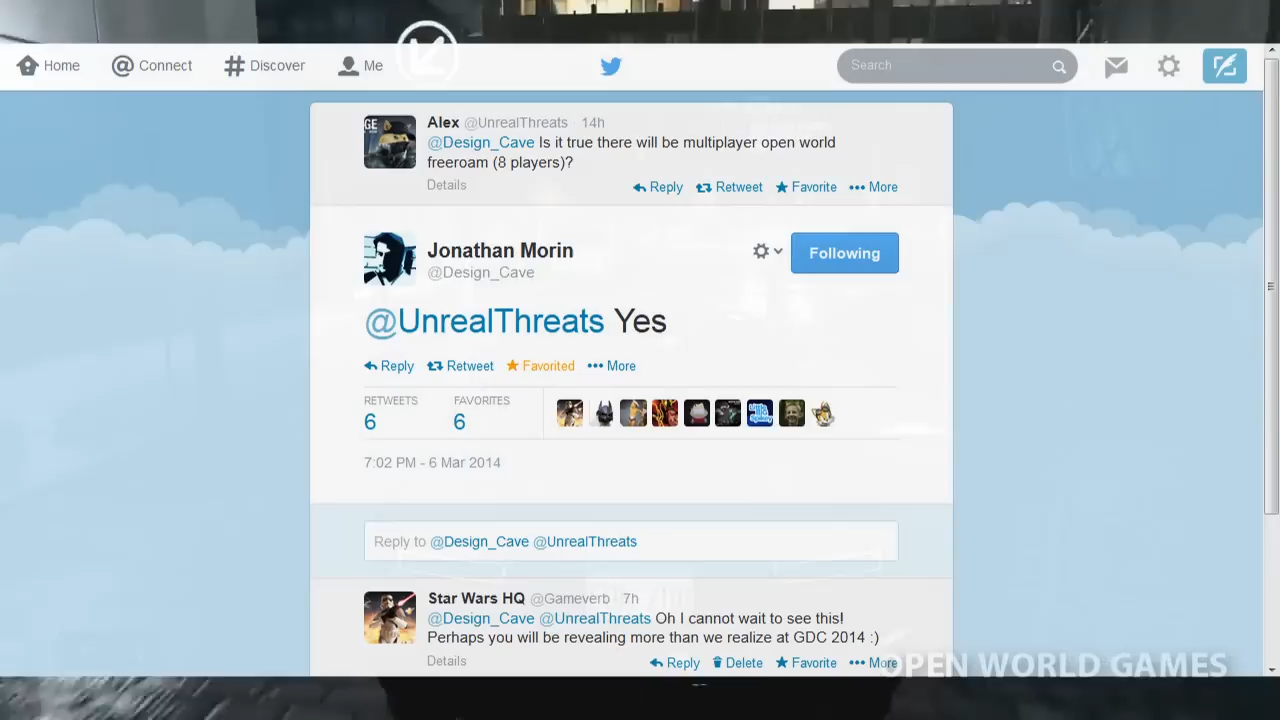 Home Connect Discover Me Search
Alex @UnrealThreats 14h
@Design_Cave Is it true there will be multiplayer open world
freeroam (8 players)?
Details
Reply Retweet Favorite More
Jonathan Morin
@Design_Cave
Following
@UnrealThreats Yes
Reply Retweet Favorited More
RETWEETS FAVORITES
6 6
7:02 PM - 6 Mar 2014
Reply to @Design_Cave @UnrealThreats
Star Wars HQ @Gameverb 7h
@Design_Cave @UnrealThreats Oh I cannot wait to see this!
Perhaps you will be revealing more than we realize at GDC 2014 :)
Details
Reply Delete Favorite More
OPEN WORLD GAMES